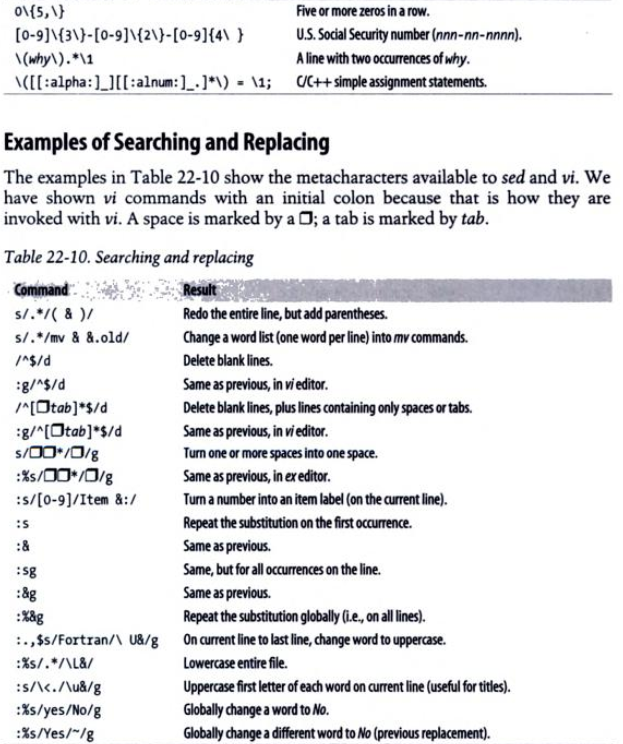 0\{5,\} Five or more zeros in a row.
[0-9]\{3\}-[0-9]\{2\}-[0-9]{4\ } U.S. Social Security number (nnn-nn-nnnn).
\(why\).*\1 A line with two occurrences of why.
\([[:alpha:]_][[:alnum:]_.]*\) = \1; C/C++ simple assignment statements.
Examples of Searching and Replacing
The examples in Table 22-10 show the metacharacters available to sed and vi. We
have shown vi commands with an initial colon because that is how they are
invoked with vi. A space is marked by a □; a tab is marked by tab.
Table 22-10. Searching and replacing
Command Result
s/.*/( & )/ Redo the entire line, but add parentheses.
s/.*/mv & &.old/ Change a word list (one word per line) into mv commands.
/^$/d Delete blank lines.
:g/^$/d Same as previous, in vi editor.
/^[□tab]*$/d Delete blank lines, plus lines containing only spaces or tabs.
:g/^[□tab]*$/d Same as previous, in vi editor.
s/□□*/□/g Turn one or more spaces into one space.
:%s/□□*/□/g Same as previous, in ex editor.
:s/[0-9]/Item &:/ Turn a number into an item label (on the current line).
:s Repeat the substitution on the first occurrence.
:& Same as previous.
:sg Same, but for all occurrences on the line.
:&g Same as previous.
:%&g Repeat the substitution globally (i.e., on all lines).
:.,$s/Fortran/\ U&/g On current line to last line, change word to uppercase.
:%s/.*/\L&/ Lowercase entire file.
:s/\<./\u&/g Uppercase first letter of each word on current line (useful for titles).
:%s/yes/No/g Globally change a word to No.
:%s/Yes/~/g Globally change a different word to No (previous replacement).